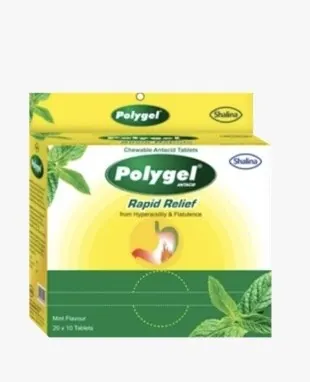 Polygel®
Shalina
Chewable Antacid Tablets
Shalina
Polygel®
ANTACID
Rapid Relief
from Hyperacidity & Flatulence
Mint Flavour
20 x 10 Tablets